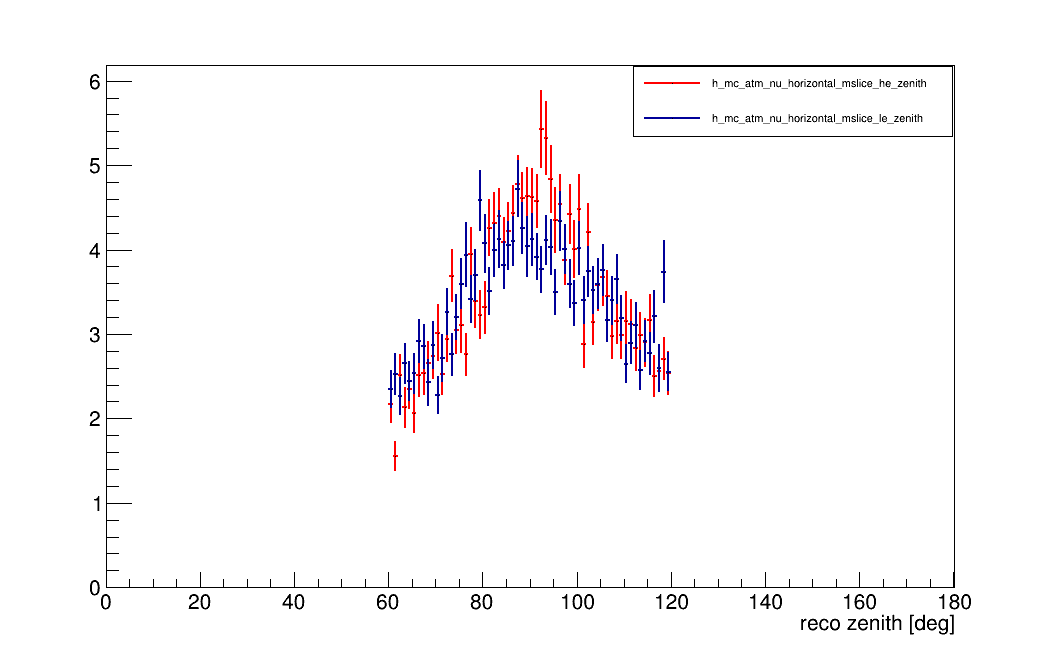 h_mc_atm_nu_horizontal_mslice_he_zenith
h_mc_atm_nu_horizontal_mslice_le_zenith
6
5
4
3
2
1
0
0 20 40 60 80 100 120 140 160 180
reco zenith [deg]